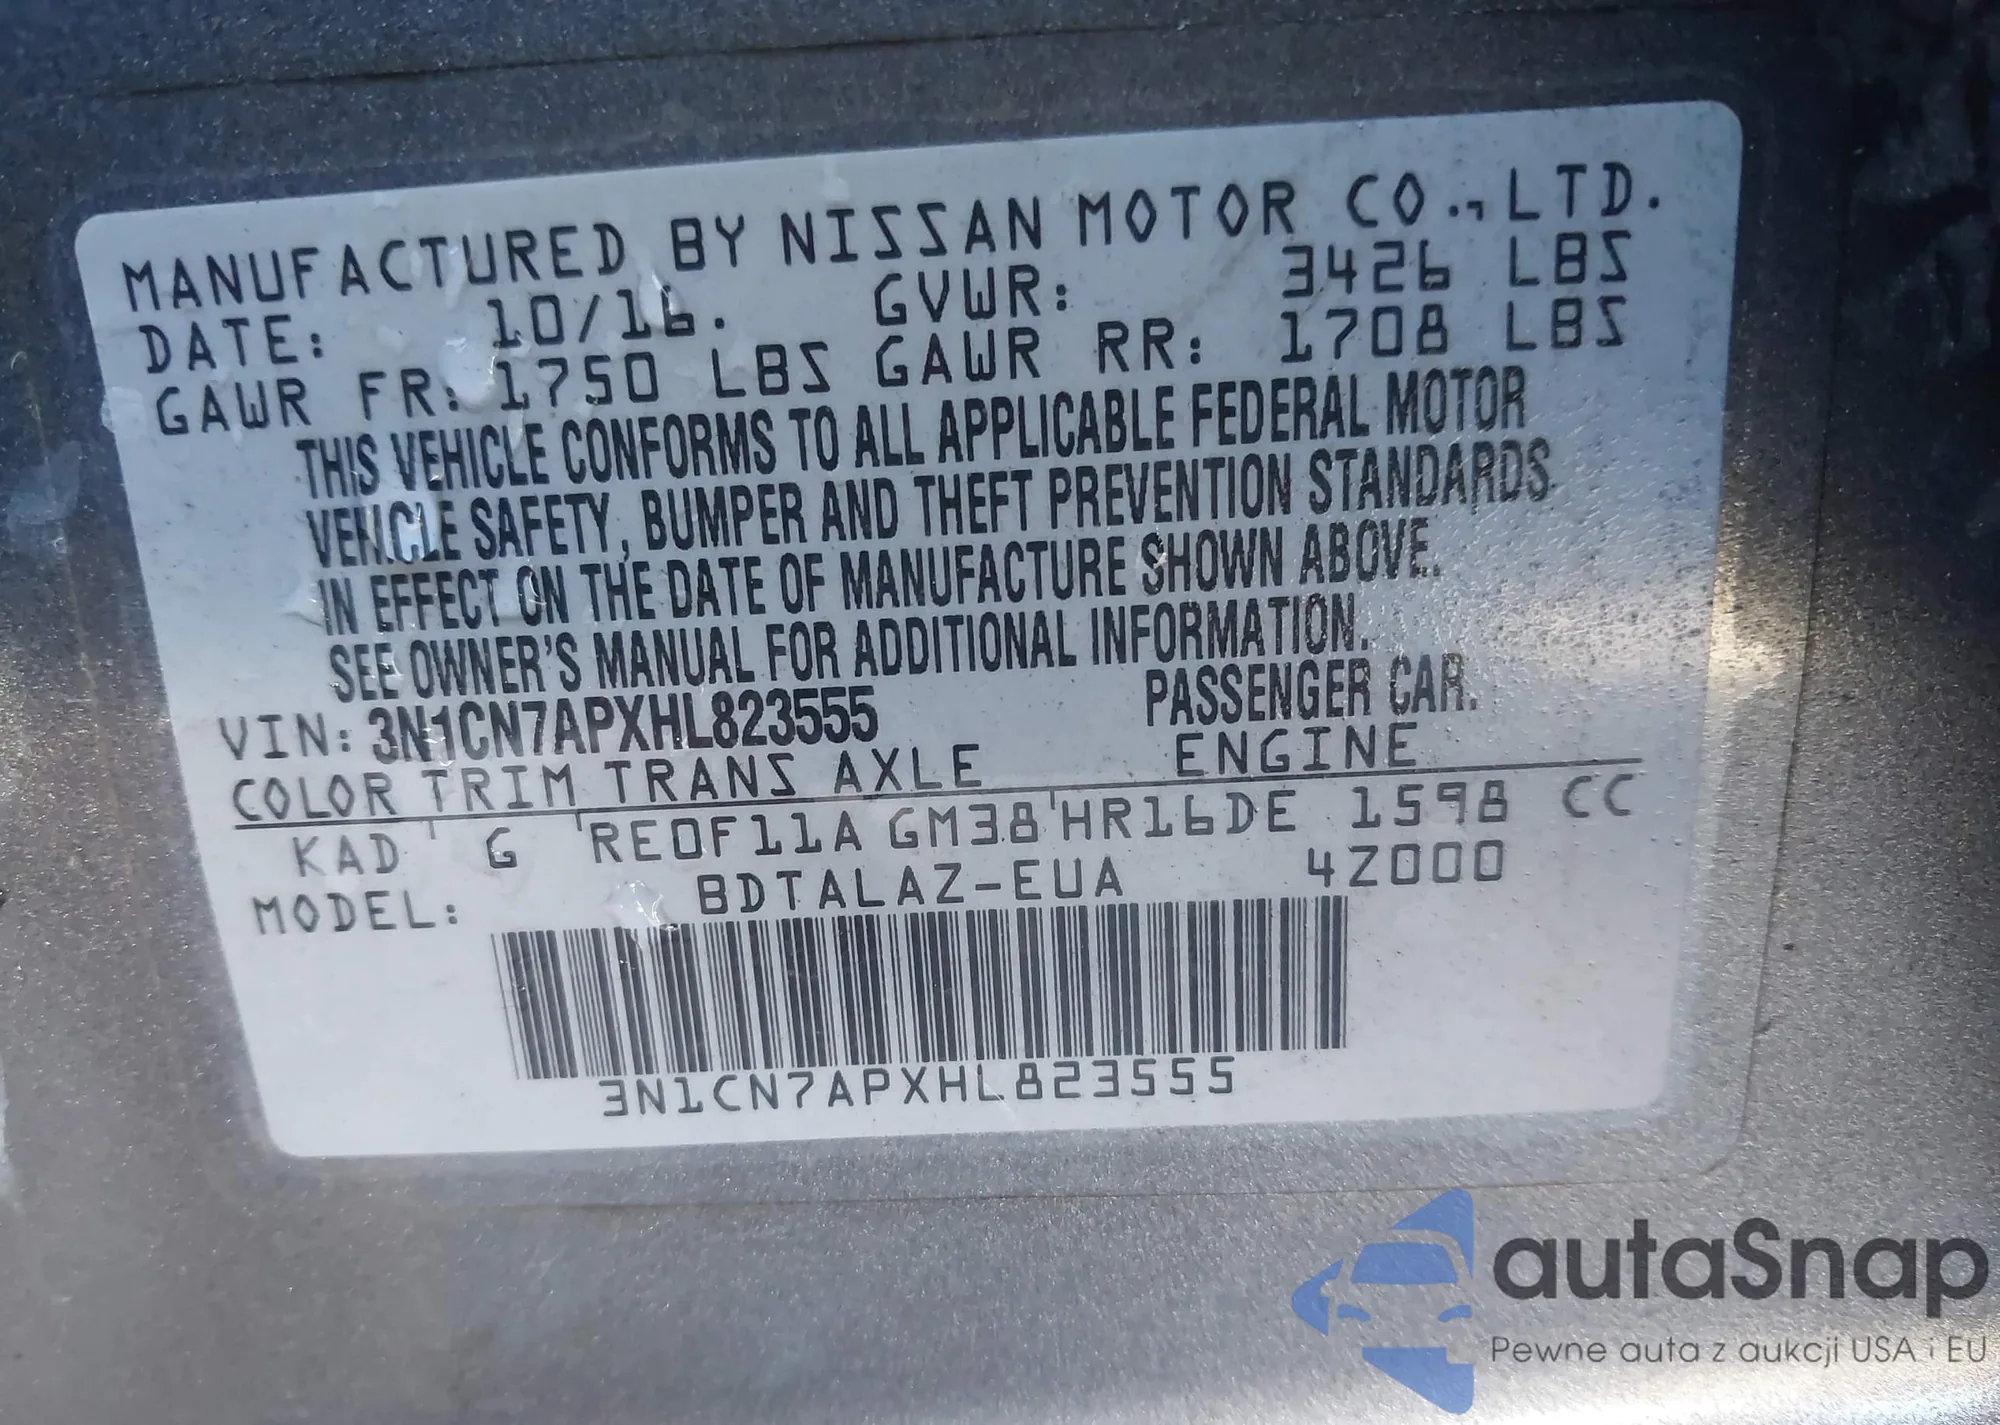 MANUFACTURED BY NISSAN MOTOR CO., LTD.
DATE: 10/16. GVWR: 3426 LBS
GAWR FR: 1750 LBS GAWR RR: 1708 LBS
THIS VEHICLE CONFORMS TO ALL APPLICABLE FEDERAL MOTOR
VEHICLE SAFETY, BUMPER AND THEFT PREVENTION STANDARDS
IN EFFECT ON THE DATE OF MANUFACTURE SHOWN ABOVE.
SEE OWNER'S MANUAL FOR ADDITIONAL INFORMATION.
VIN: 3N1CN7APXHL823555 PASSENGER CAR.
COLOR TRIM TRANS AXLE ENGINE
KAD G RE0F11A GM38 HR16DE 1598 CC
MODEL: BDTALAZ-EUA 4Z000
3N1CN7APXHL823555
autaSnap
Pewne auta z aukcji USA i EU